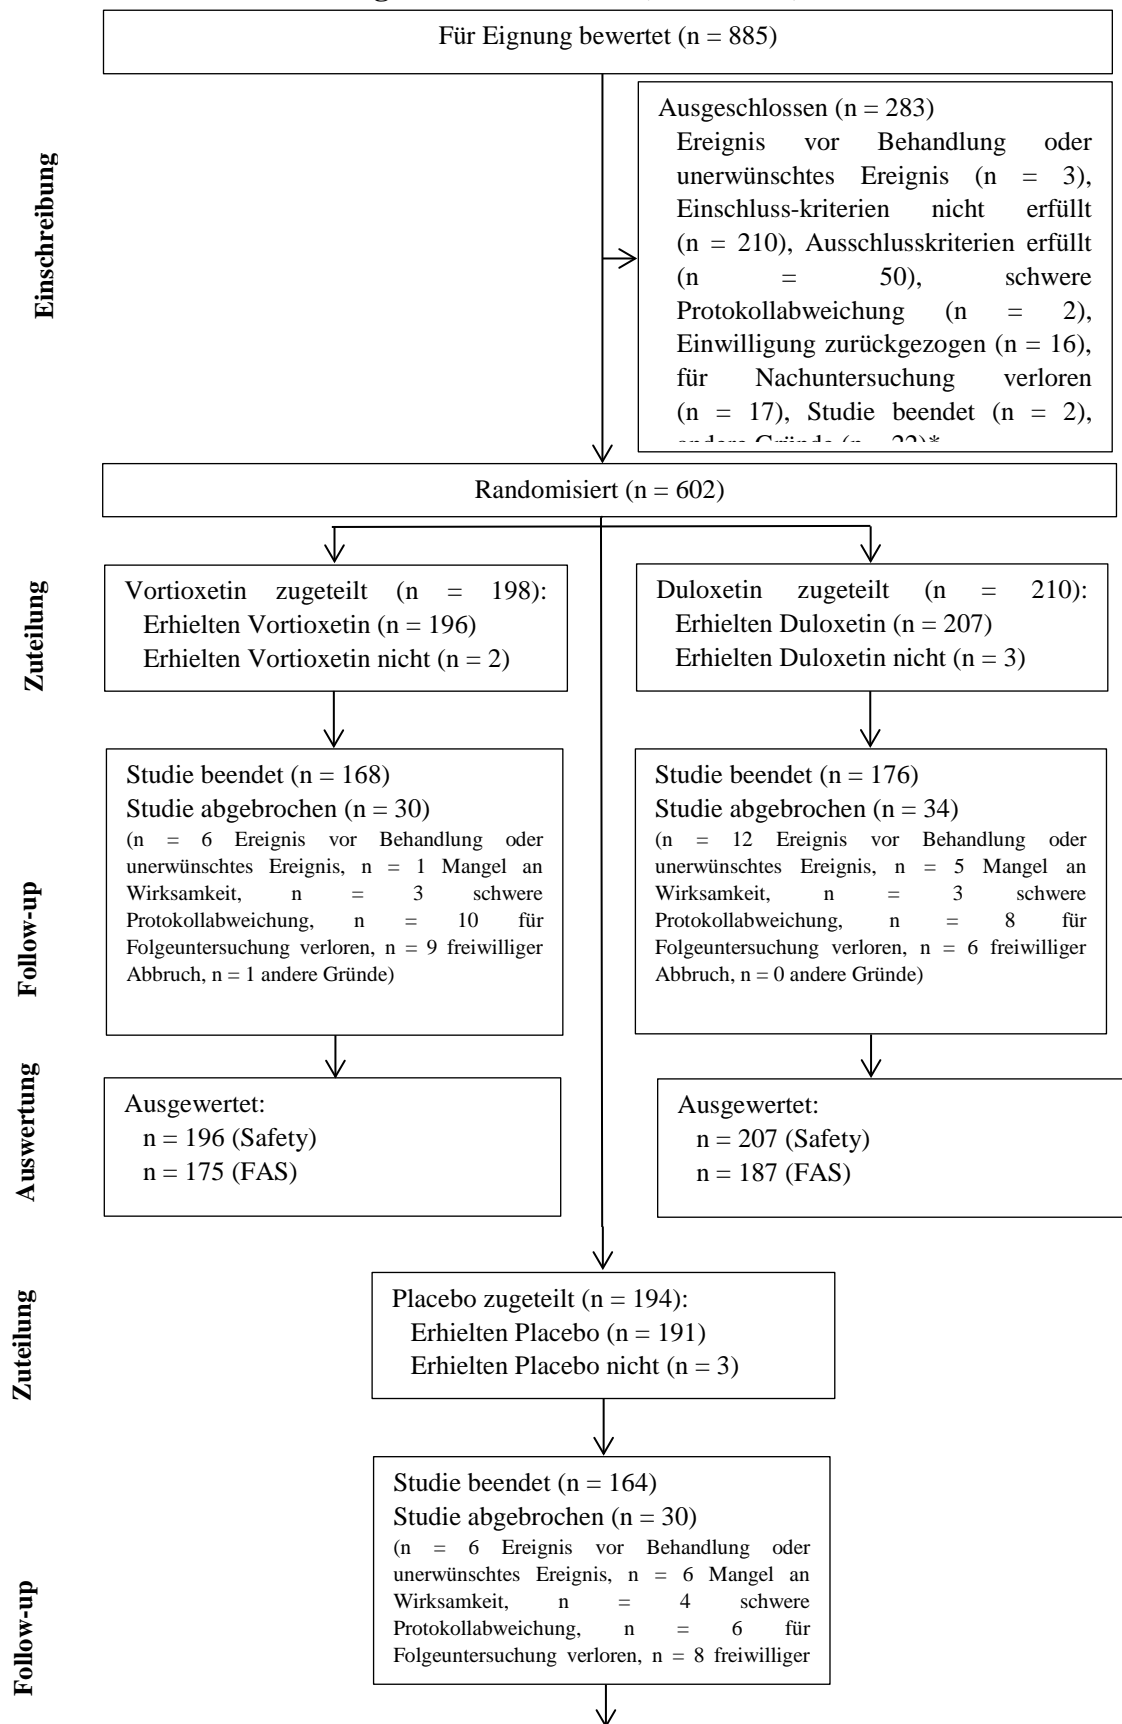 Für Eignung bewertet (n = 885)
Einschreibung
Ausgeschlossen (n = 283)
Ereignis vor Behandlung oder
unerwünschtes Ereignis (n = 3),
Einschluss-kriterien nicht erfüllt
(n = 210), Ausschlusskriterien erfüllt
(n = 50), schwere
Protokollabweichung (n = 2),
Einwilligung zurückgezogen (n = 16),
für Nachuntersuchung verloren
(n = 17), Studie beendet (n = 2),
andere Gründe (n = 22)*
Randomisiert (n = 602)
Zuteilung
Vortioxetin zugeteilt (n = 198):
Erhielten Vortioxetin (n = 196)
Erhielten Vortioxetin nicht (n = 2)
Duloxetin zugeteilt (n = 210):
Erhielten Duloxetin (n = 207)
Erhielten Duloxetin nicht (n = 3)
Follow-up
Studie beendet (n = 168)
Studie abgebrochen (n = 30)
(n = 6 Ereignis vor Behandlung oder
unerwünschtes Ereignis, n = 1 Mangel an
Wirksamkeit, n = 3 schwere
Protokollabweichung, n = 10 für
Folgeuntersuchung verloren, n = 9 freiwilliger
Abbruch, n = 1 andere Gründe)
Studie beendet (n = 176)
Studie abgebrochen (n = 34)
(n = 12 Ereignis vor Behandlung oder
unerwünschtes Ereignis, n = 5 Mangel an
Wirksamkeit, n = 3 schwere
Protokollabweichung, n = 8 für
Folgeuntersuchung verloren, n = 6 freiwilliger
Abbruch, n = 0 andere Gründe)
Auswertung
Ausgewertet:
n = 196 (Safety)
n = 175 (FAS)
Ausgewertet:
n = 207 (Safety)
n = 187 (FAS)
Zuteilung
Placebo zugeteilt (n = 194):
Erhielten Placebo (n = 191)
Erhielten Placebo nicht (n = 3)
Follow-up
Studie beendet (n = 164)
Studie abgebrochen (n = 30)
(n = 6 Ereignis vor Behandlung oder
unerwünschtes Ereignis, n = 6 Mangel an
Wirksamkeit, n = 4 schwere
Protokollabweichung, n = 6 für
Folgeuntersuchung verloren, n = 8 freiwilliger